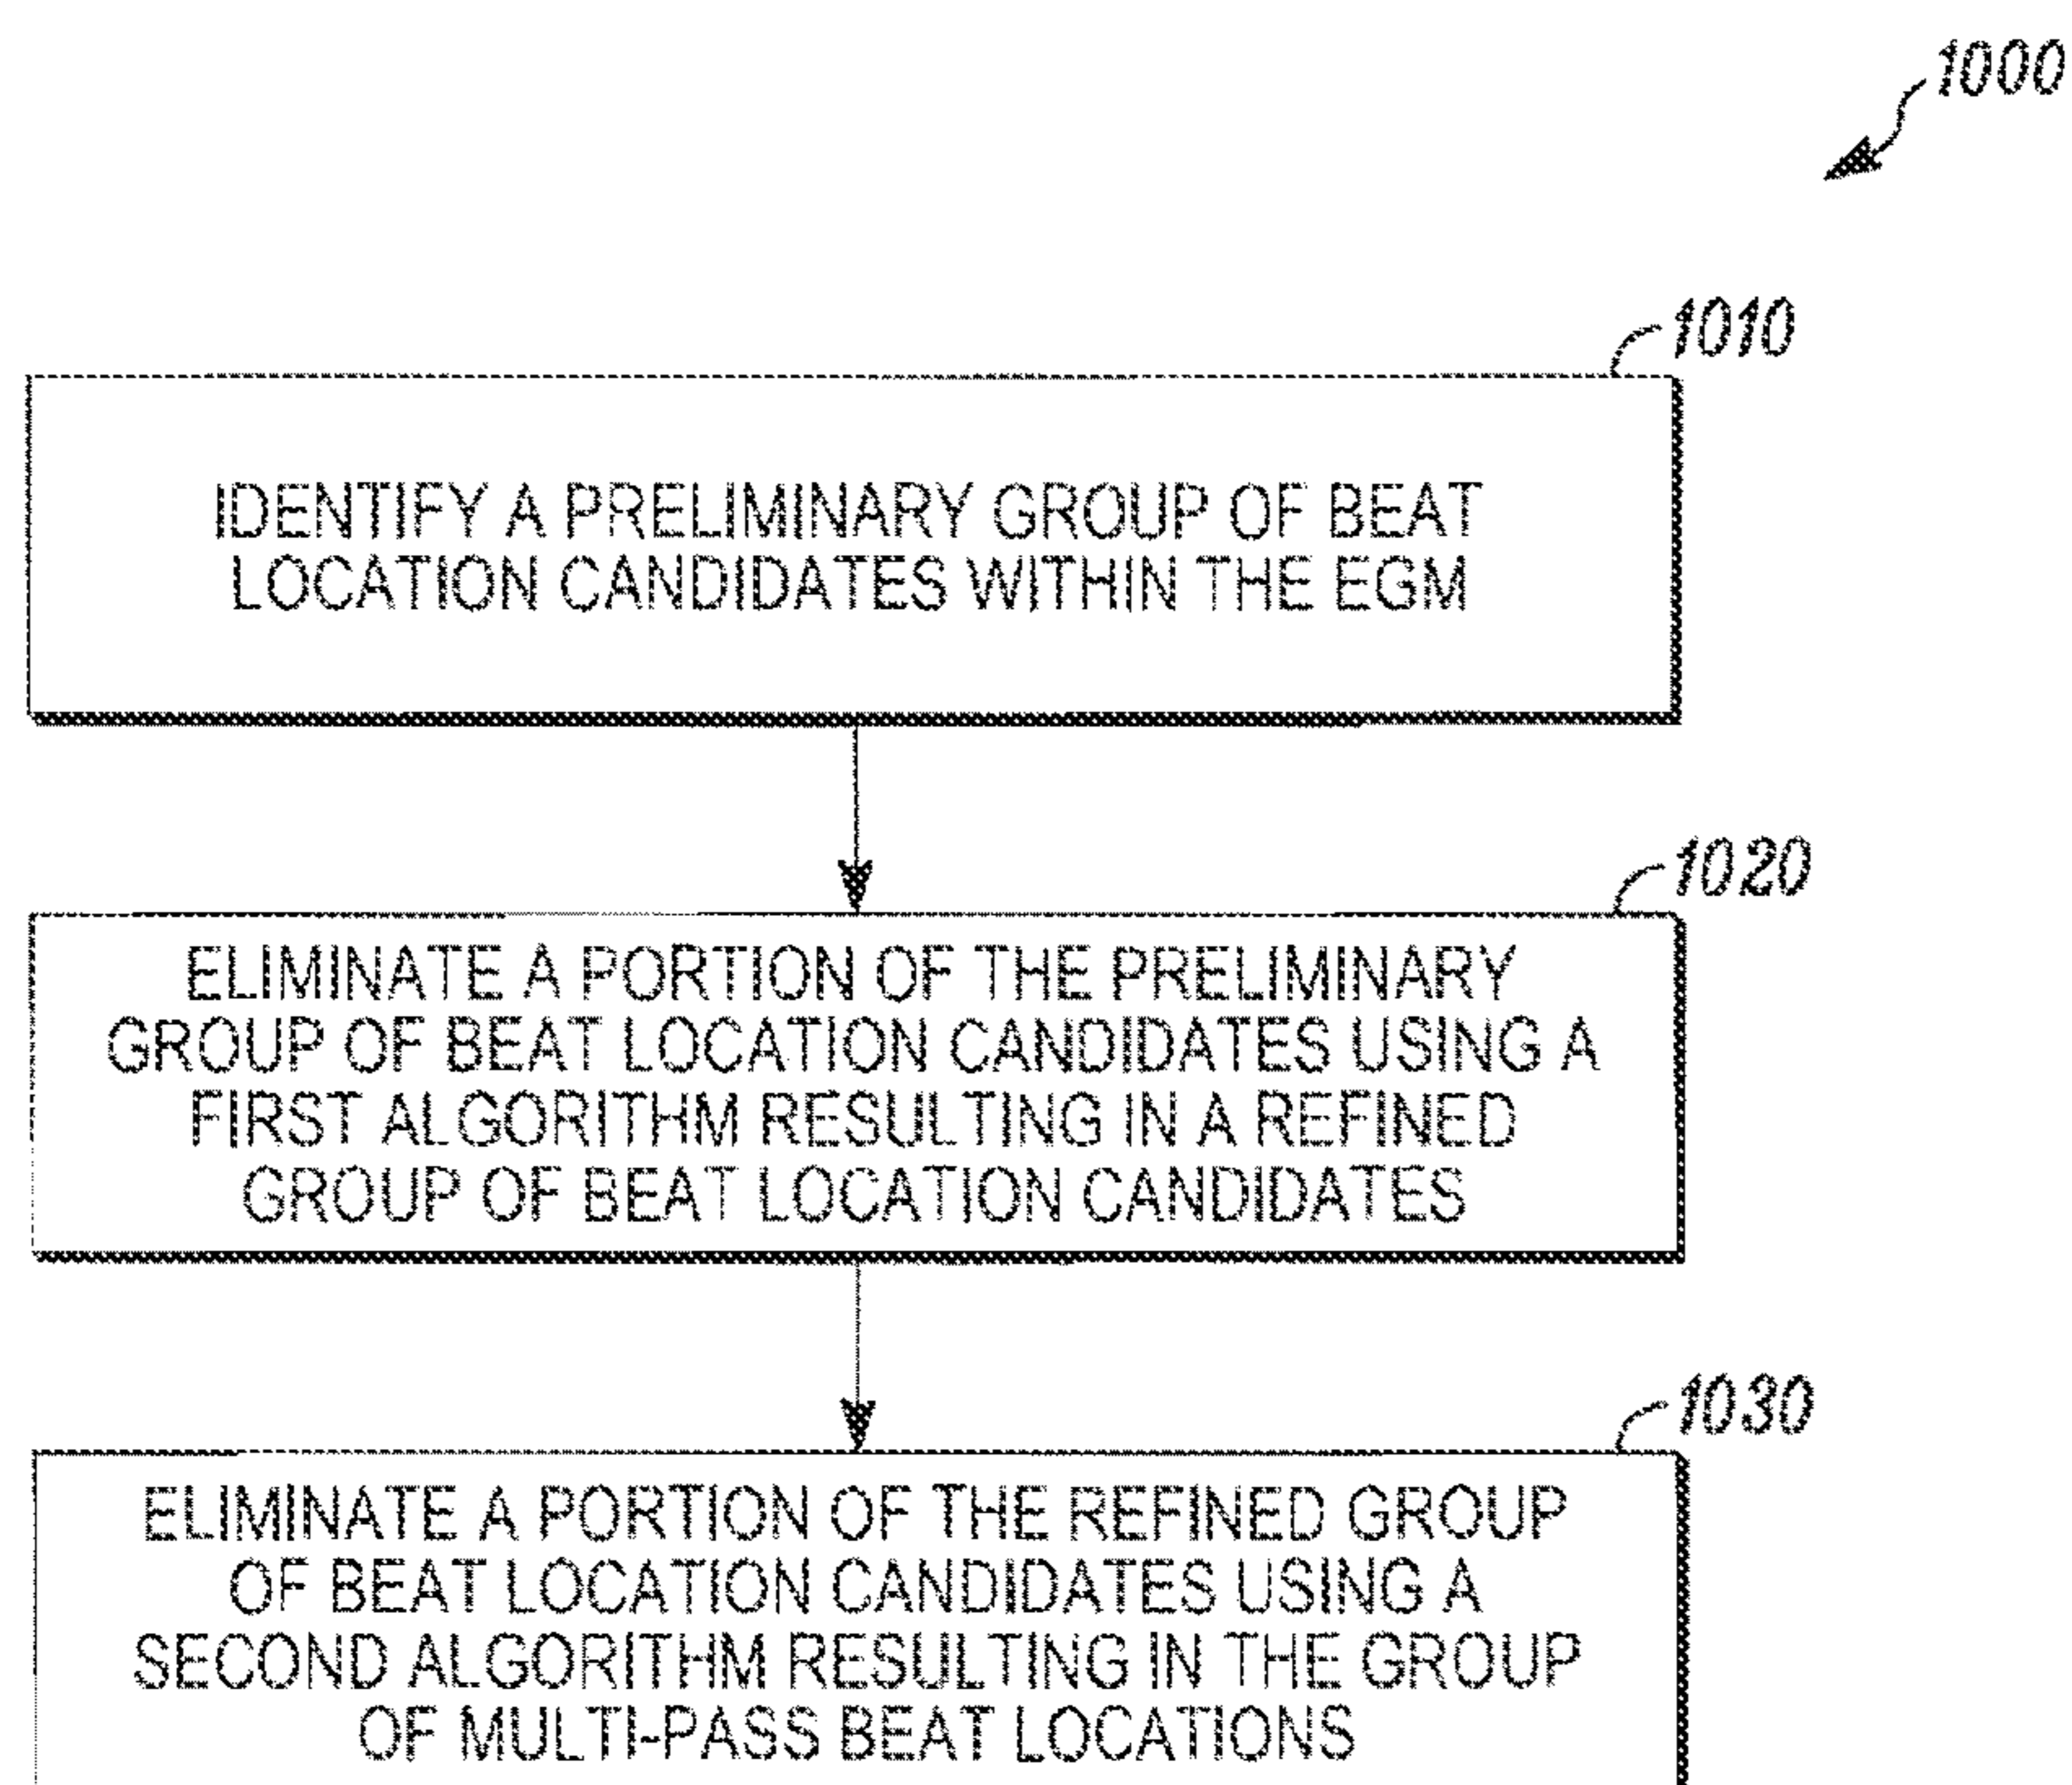 1000
1010
IDENTIFY A PRELIMINARY GROUP OF BEAT
LOCATION CANDIDATES WITHIN THE EGM
1020
ELIMINATE A PORTION OF THE PRELIMINARY
GROUP OF BEAT LOCATION CANDIDATES USING A
FIRST ALGORITHM RESULTING IN A REFINED
GROUP OF BEAT LOCATION CANDIDATES
1030
ELIMINATE A PORTION OF THE REFINED GROUP
OF BEAT LOCATION CANDIDATES USING A
SECOND ALGORITHM RESULTING IN THE GROUP
OF MULTI-PASS BEAT LOCATIONS